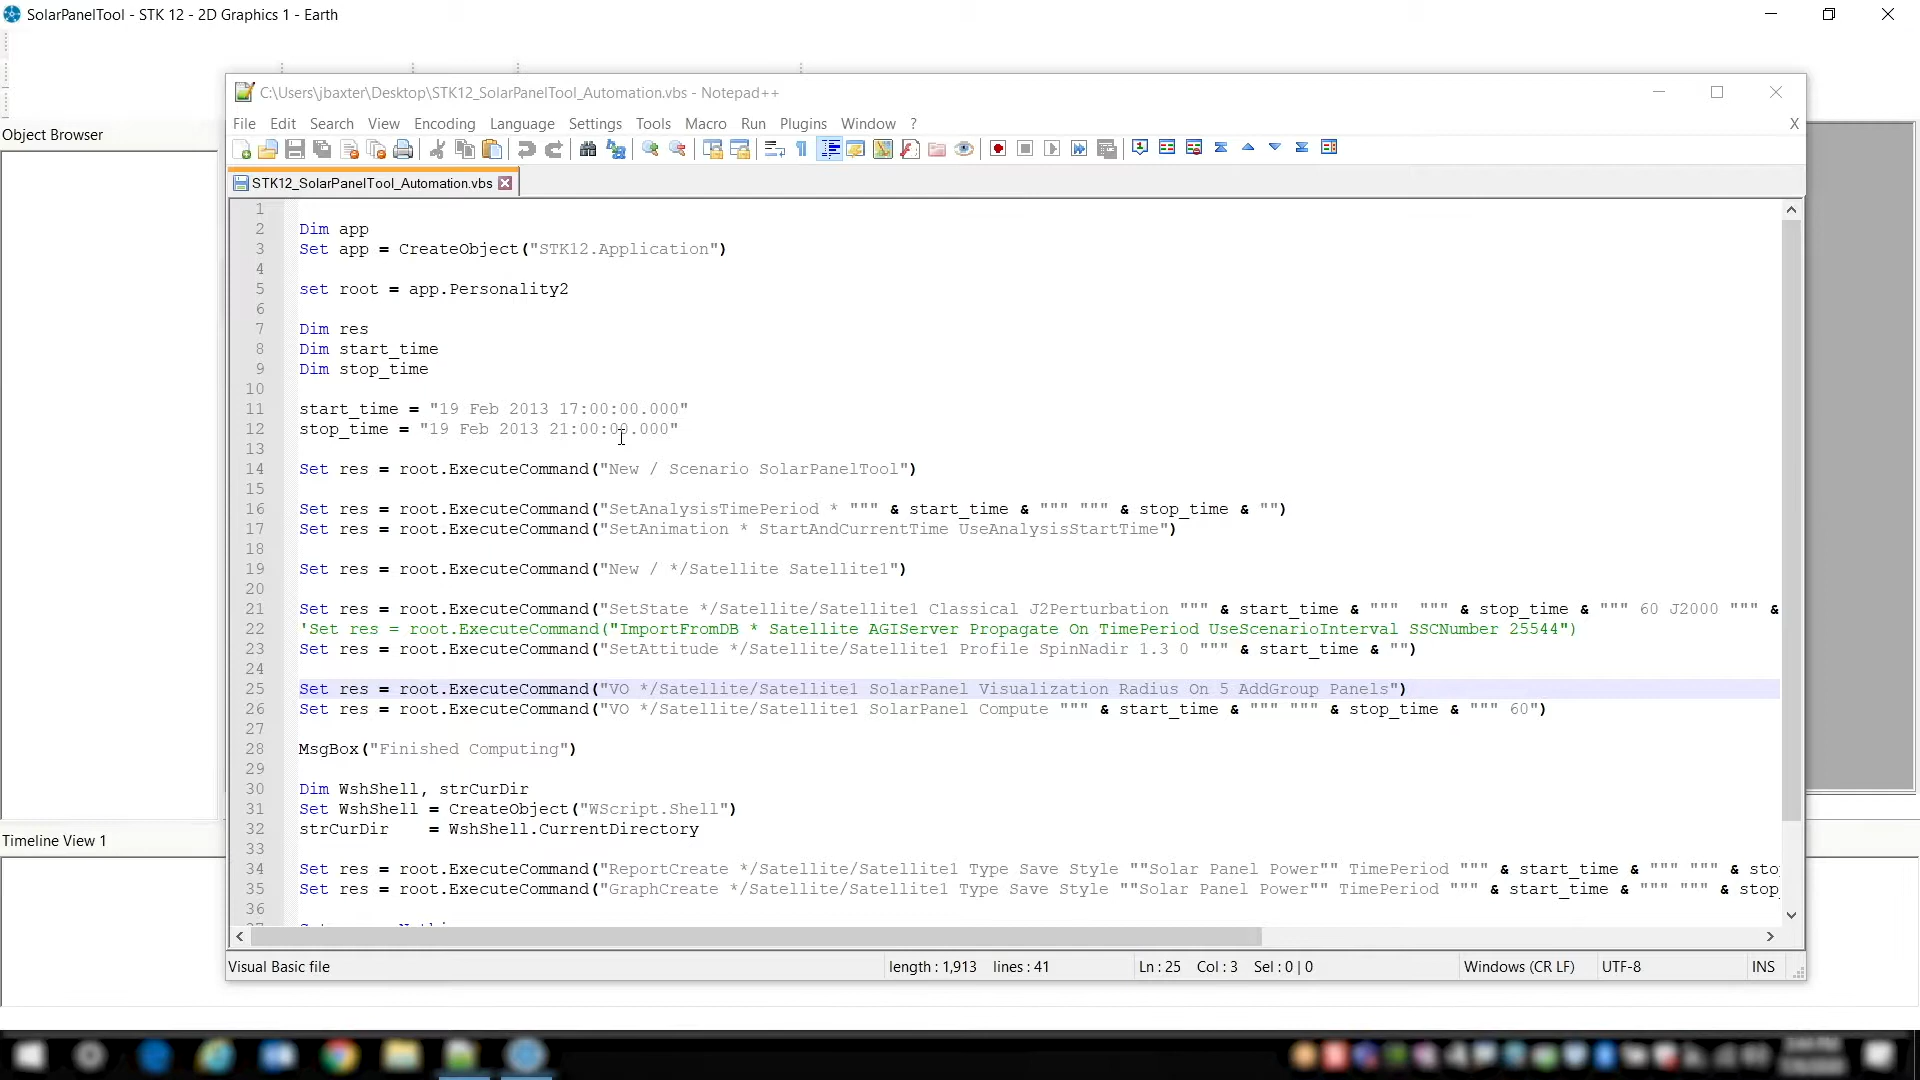 SolarPanelTool - STK 12 - 2D Graphics 1 - Earth
C:\Users\jbaxter\Desktop\STK12_SolarPanelTool_Automation.vbs - Notepad++
Object Browser
File Edit Search View Encoding Language Settings Tools Macro Run Plugins Window ? X
STK12_SolarPanelTool_Automation.vbs
1
2 Dim app
3 Set app = CreateObject("STK12.Application")
4
5 set root = app.Personality2
6
7 Dim res
8 Dim start_time
9 Dim stop_time
10
11 start_time = "19 Feb 2013 17:00:00.000"
12 stop_time = "19 Feb 2013 21:00:00.000"
13
14 Set res = root.ExecuteCommand("New / Scenario SolarPanelTool")
15
16 Set res = root.ExecuteCommand("SetAnalysisTimePeriod * """ & start_time & """ """ & stop_time & "")
17 Set res = root.ExecuteCommand("SetAnimation * StartAndCurrentTime UseAnalysisStartTime")
18
19 Set res = root.ExecuteCommand("New / */Satellite Satellite1")
20
21 Set res = root.ExecuteCommand("SetState */Satellite/Satellite1 Classical J2Perturbation """ & start_time & """  """ & stop_time & """ 60 J2000 """ &
22 'Set res = root.ExecuteCommand("ImportFromDB * Satellite AGIServer Propagate On TimePeriod UseScenarioInterval SSCNumber 25544")
23 Set res = root.ExecuteCommand("SetAttitude */Satellite/Satellite1 Profile SpinNadir 1.3 0 """ & start_time & "")
24
25 Set res = root.ExecuteCommand("VO */Satellite/Satellite1 SolarPanel Visualization Radius On 5 AddGroup Panels")
26 Set res = root.ExecuteCommand("VO */Satellite/Satellite1 SolarPanel Compute """ & start_time & """ """ & stop_time & """ 60")
27
28 MsgBox("Finished Computing")
29
30 Dim WshShell, strCurDir
31 Set WshShell = CreateObject("WScript.Shell")
32 strCurDir    = WshShell.CurrentDirectory
33
34 Set res = root.ExecuteCommand("ReportCreate */Satellite/Satellite1 Type Save Style ""Solar Panel Power"" TimePeriod """ & start_time & """ """ & sto
35 Set res = root.ExecuteCommand("GraphCreate */Satellite/Satellite1 Type Save Style ""Solar Panel Power"" TimePeriod """ & start_time & """ """ & stop
36
Timeline View 1
Visual Basic file length : 1,913 lines : 41 Ln : 25 Col : 3 Sel : 0 | 0 Windows (CR LF) UTF-8 INS